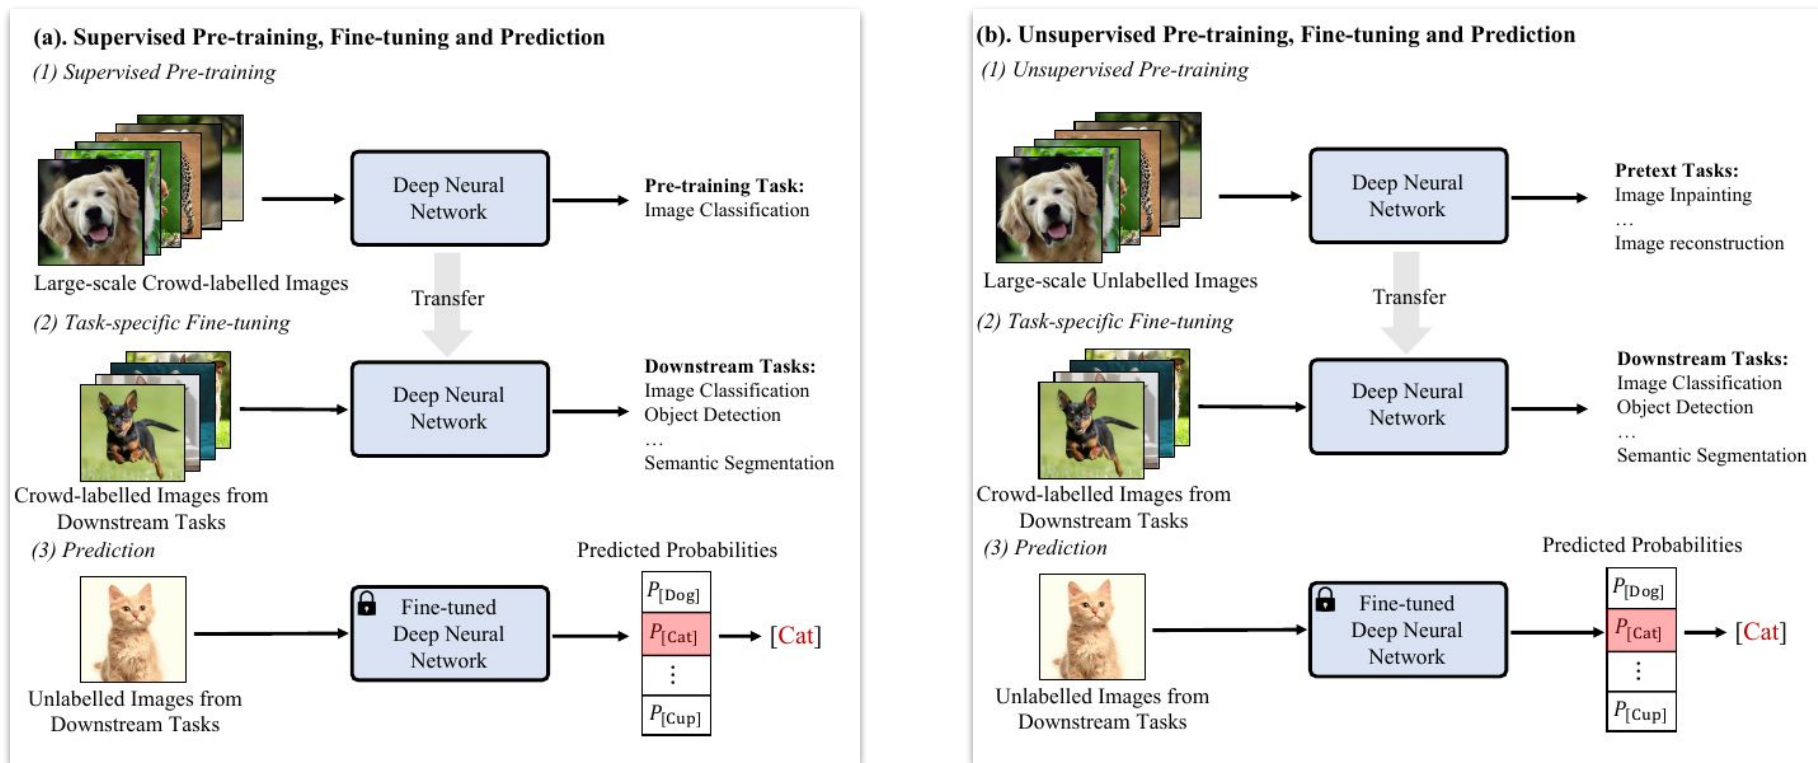 (a). Supervised Pre-training, Fine-tuning and Prediction
(1) Supervised Pre-training
Deep Neural
Network
Pre-training Task:
Image Classification
Large-scale Crowd-labelled Images
Transfer
(2) Task-specific Fine-tuning
Deep Neural
Network
Downstream Tasks:
Image Classification
Object Detection
…
Semantic Segmentation
Crowd-labelled Images from
Downstream Tasks
(3) Prediction
Predicted Probabilities
Fine-tuned
Deep Neural
Network
P[Dog]
P[Cat]
⋮
P[Cup]
[Cat]
Unlabelled Images from
Downstream Tasks
(b). Unsupervised Pre-training, Fine-tuning and Prediction
(1) Unsupervised Pre-training
Deep Neural
Network
Pretext Tasks:
Image Inpainting
…
Image reconstruction
Large-scale Unlabelled Images
Transfer
(2) Task-specific Fine-tuning
Deep Neural
Network
Downstream Tasks:
Image Classification
Object Detection
…
Semantic Segmentation
Crowd-labelled Images from
Downstream Tasks
(3) Prediction
Predicted Probabilities
Fine-tuned
Deep Neural
Network
P[Dog]
P[Cat]
⋮
P[Cup]
[Cat]
Unlabelled Images from
Downstream Tasks